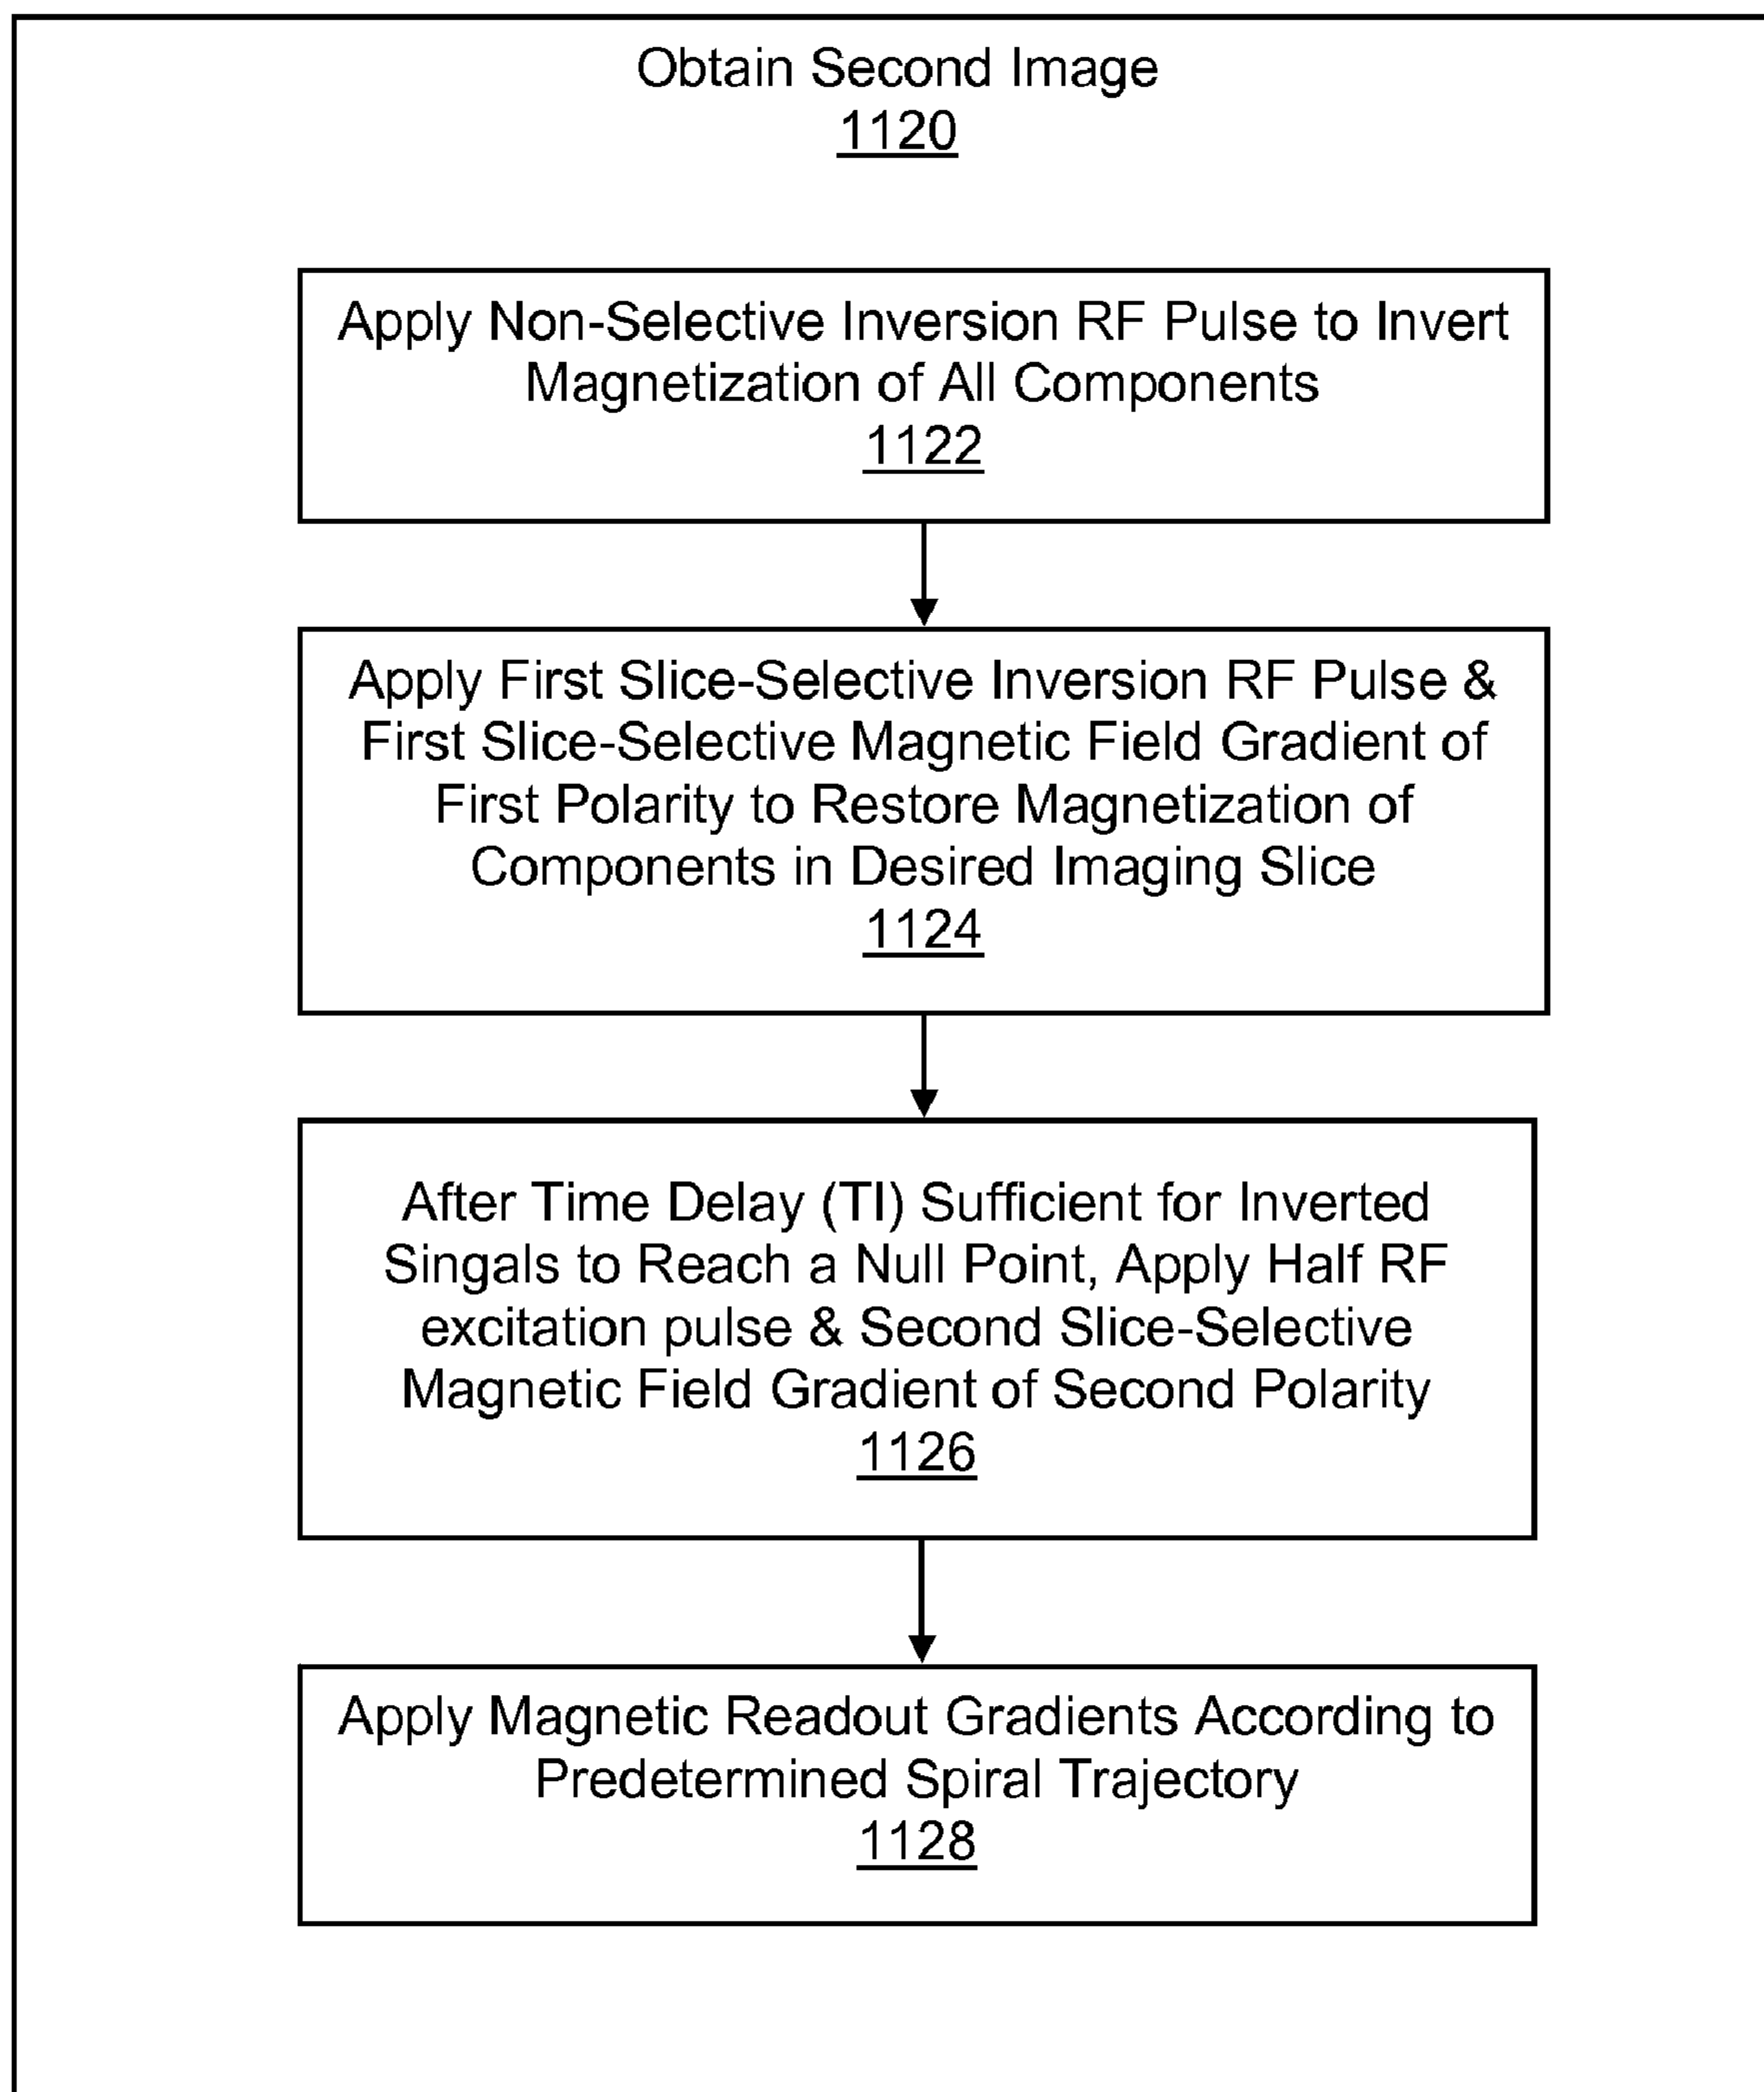 Obtain Second Image
1120
Apply Non-Selective Inversion RF Pulse to Invert
Magnetization of All Components
1122
Apply First Slice-Selective Inversion RF Pulse &
First Slice-Selective Magnetic Field Gradient of
First Polarity to Restore Magnetization of
Components in Desired Imaging Slice
1124
After Time Delay (TI) Sufficient for Inverted
Singals to Reach a Null Point, Apply Half RF
excitation pulse & Second Slice-Selective
Magnetic Field Gradient of Second Polarity
1126
Apply Magnetic Readout Gradients According to
Predetermined Spiral Trajectory
1128